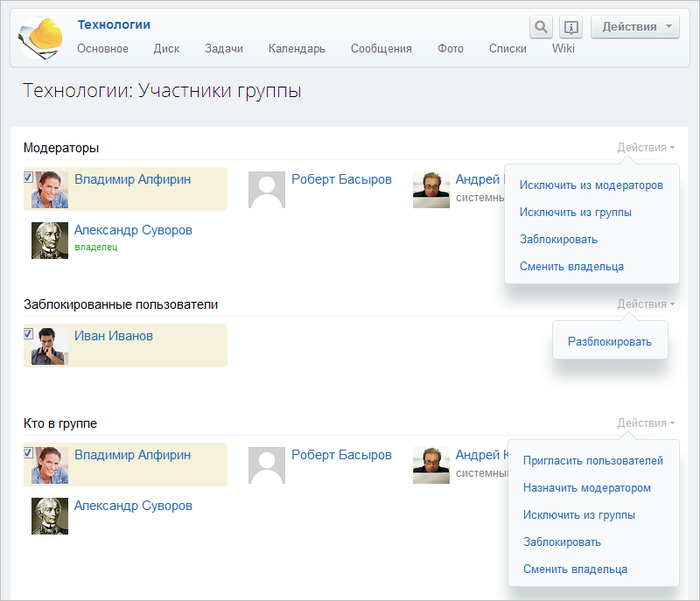 Технологии
Действия
Основное Диск Задачи Календарь Сообщения Фото Списки Wiki
Технологии: Участники группы
Модераторы
Действия
Владимир Алфирин
Роберт Басыров
Андрей
системны
Исключить из модераторов
Исключить из группы
Заблокировать
Сменить владельца
Александр Суворов
владелец
Заблокированные пользователи
Действия
Иван Иванов
Разблокировать
Кто в группе
Действия
Владимир Алфирин
Роберт Басыров
Андрей К
системны
Пригласить пользователей
Назначить модератором
Исключить из группы
Заблокировать
Сменить владельца
Александр Суворов